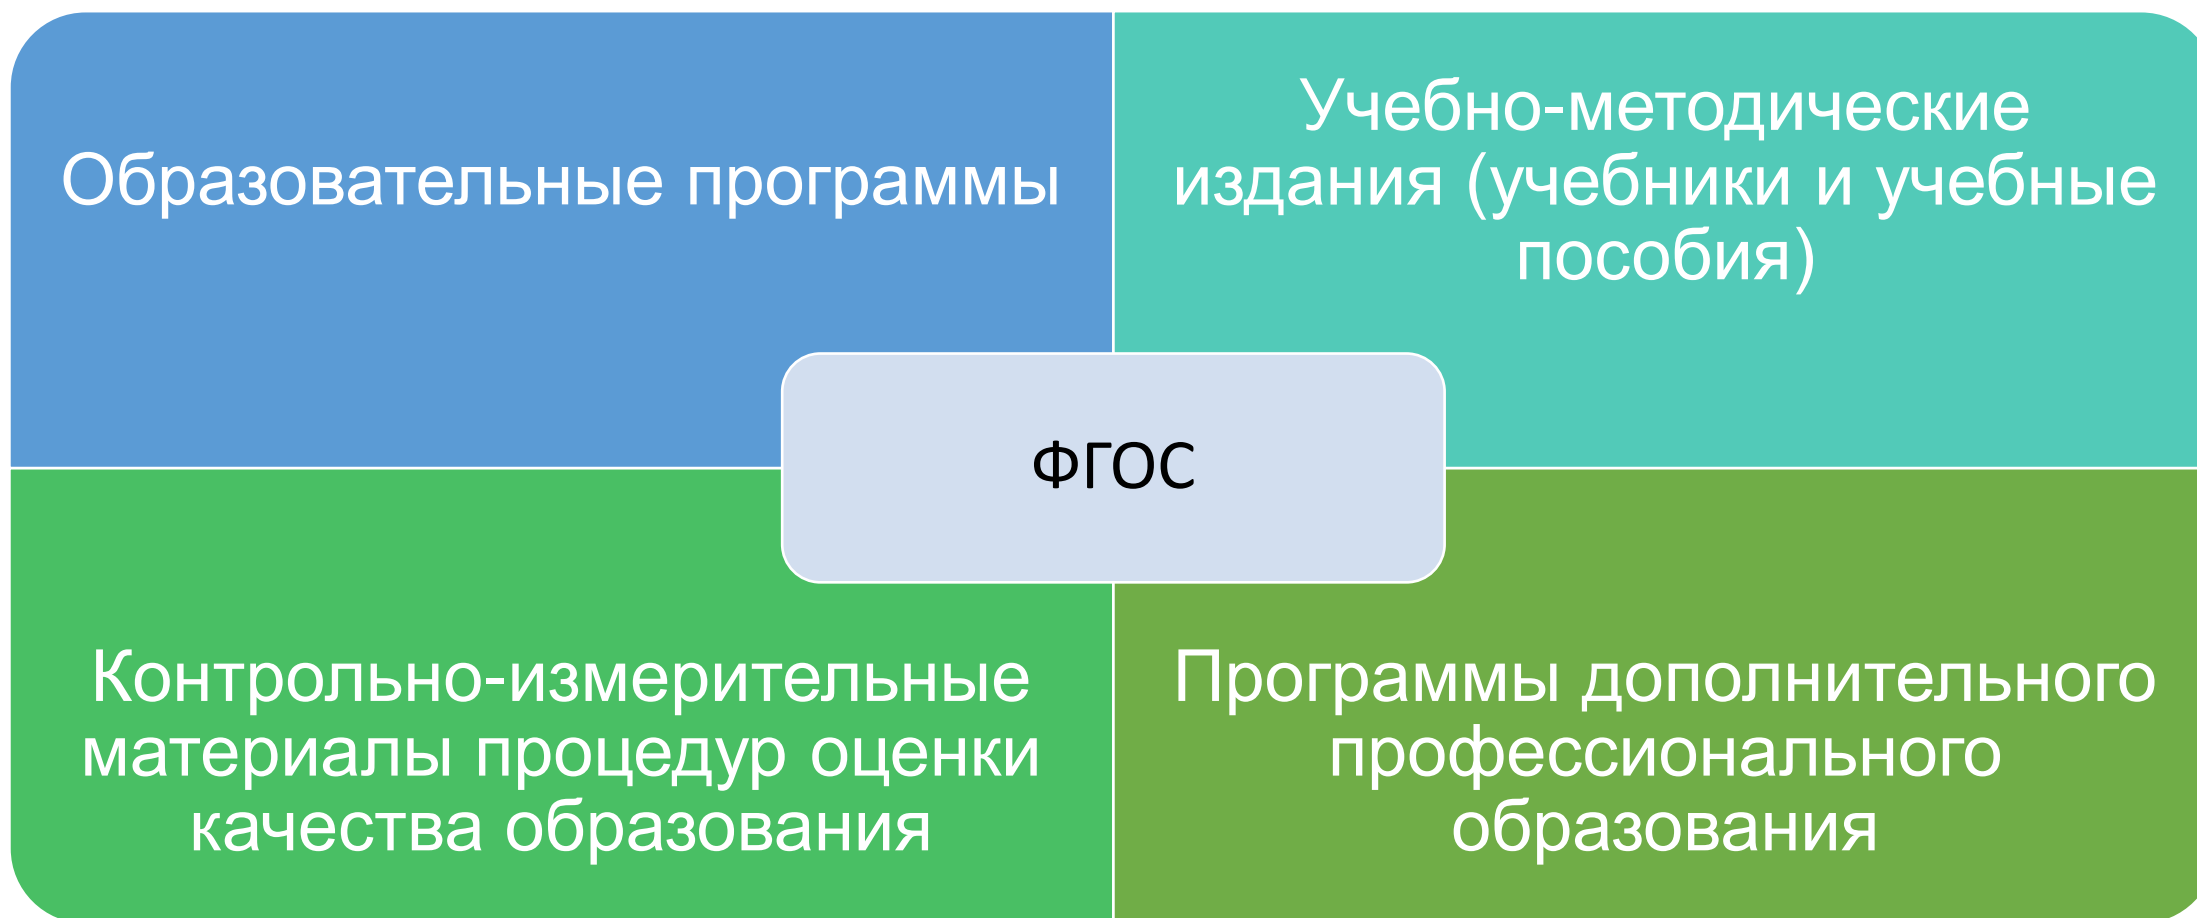 Образовательные программы
Учебно-методические
издания (учебники и учебные
пособия)
ФГОС
Контрольно-измерительные
материалы процедур оценки
качества образования
Программы дополнительного
профессионального
образования